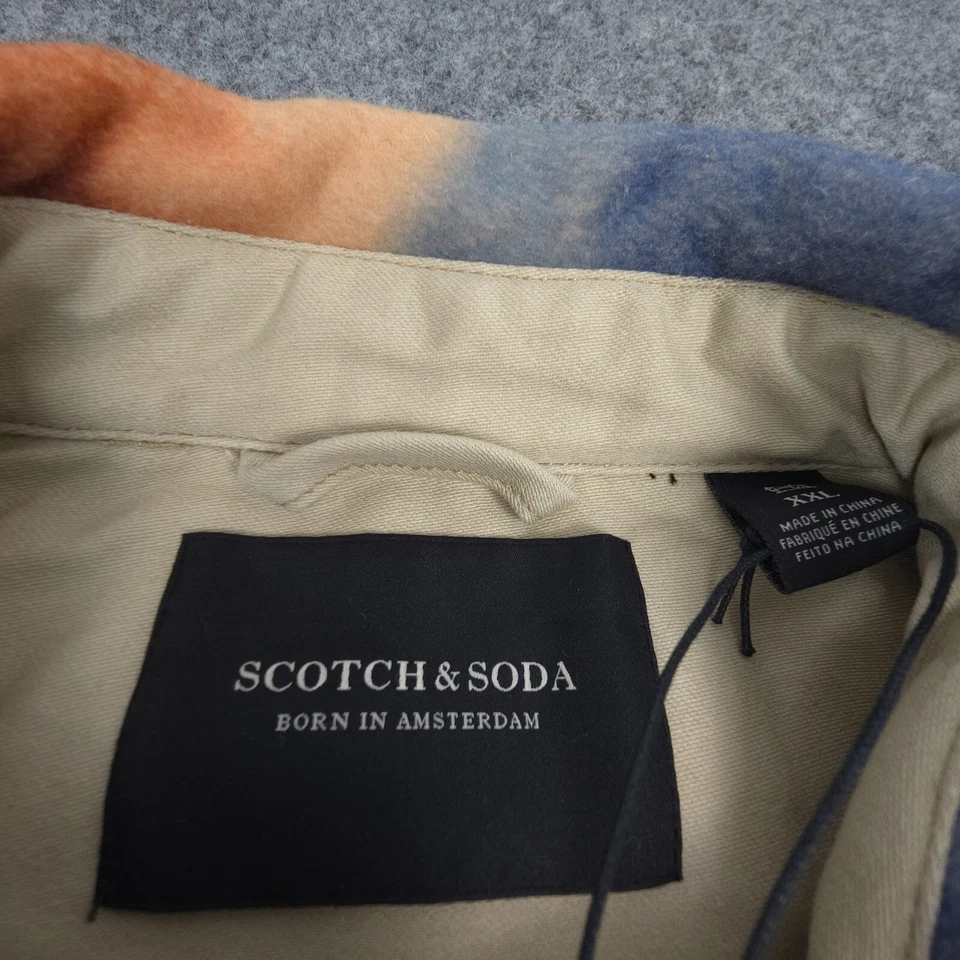 SCOTCH & SODA
BORN IN AMSTERDAM
XXL
MADE IN CHINA
FABRIQUÉ EN CHINE
FEITO NA CHINA